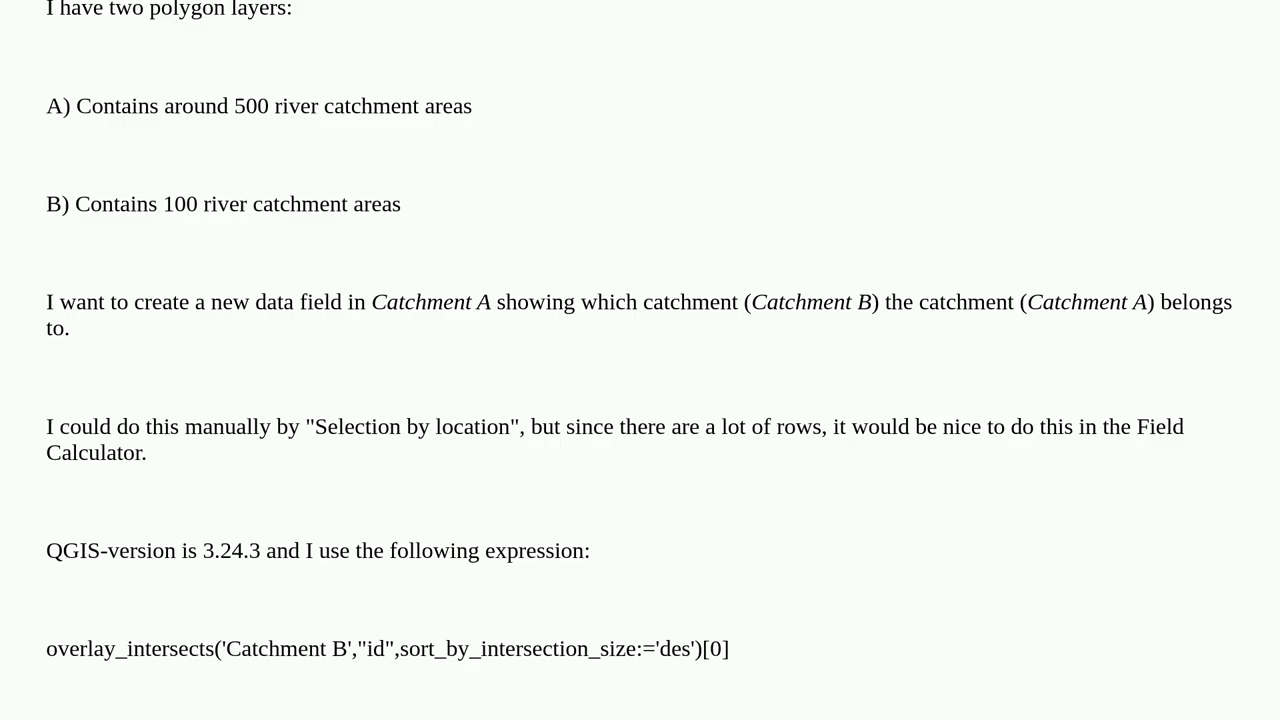 I have two polygon layers:
A) Contains around 500 river catchment areas
B) Contains 100 river catchment areas
I want to create a new data field in Catchment A showing which catchment (Catchment B) the catchment (Catchment A) belongs
to.
I could do this manually by "Selection by location", but since there are a lot of rows, it would be nice to do this in the Field
Calculator.
QGIS-version is 3.24.3 and I use the following expression:
overlay_intersects('Catchment B',"id",sort_by_intersection_size:='des')[0]